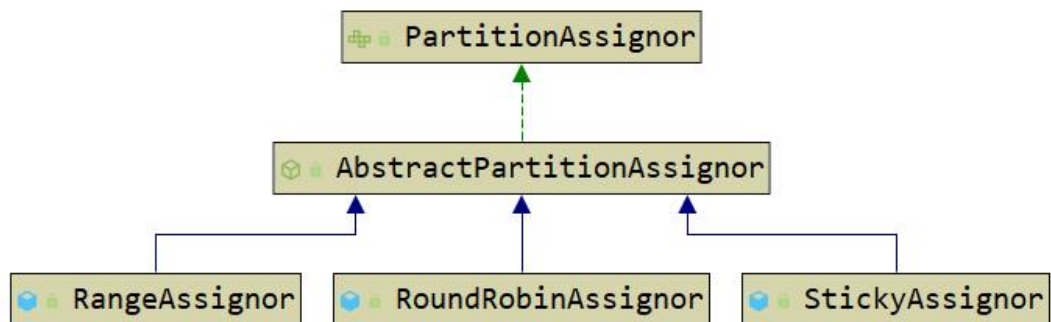 PartitionAssignor
AbstractPartitionAssignor
RangeAssignor
RoundRobinAssignor
StickyAssignor